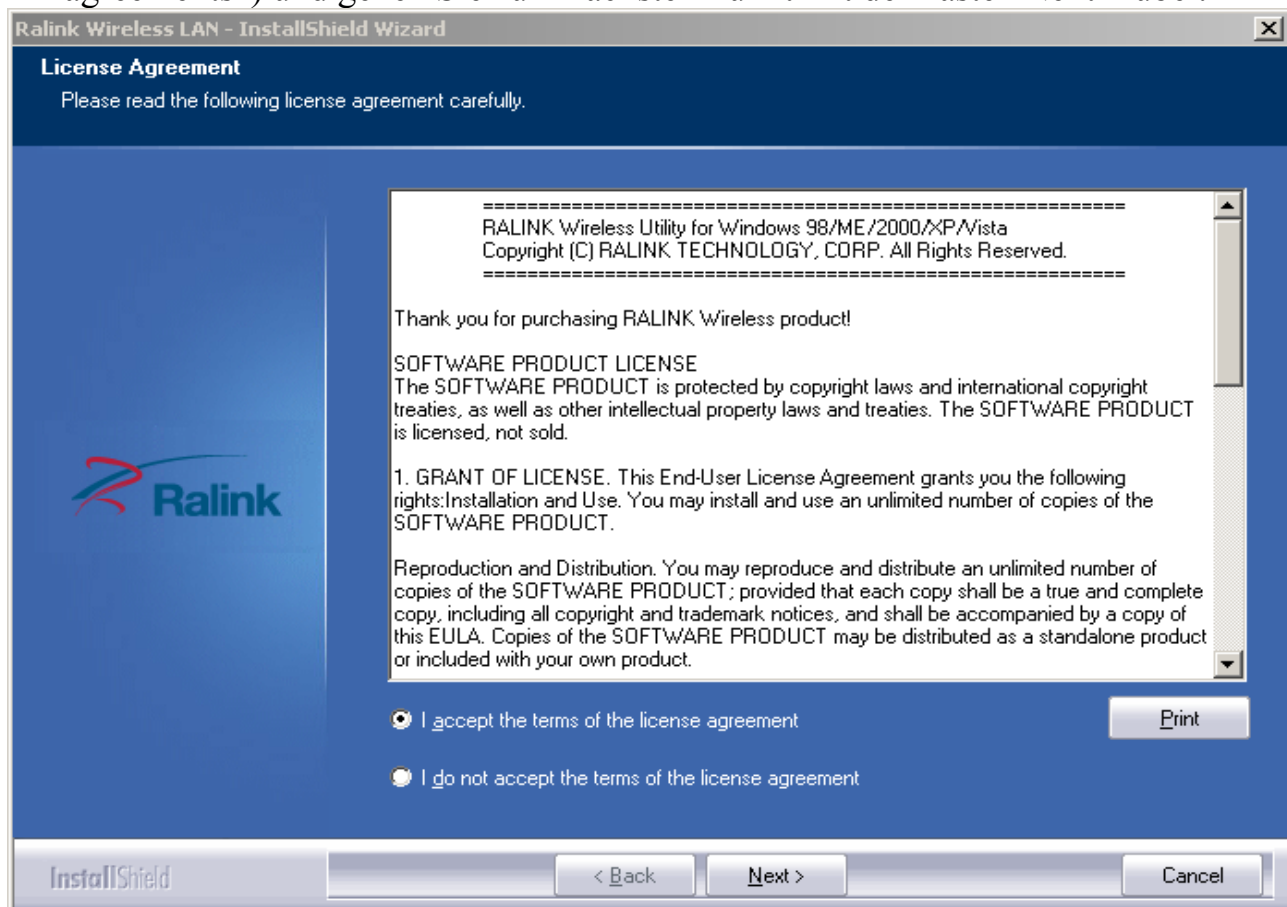 Ralink Wireless LAN - InstallShield Wizard
License Agreement
Please read the following license agreement carefully.
===============================================================
RALINK Wireless Utility for Windows 98/ME/2000/XP/Vista
Copyright (C) RALINK TECHNOLOGY, CORP. All Rights Reserved.
===============================================================
Thank you for purchasing RALINK Wireless product!
SOFTWARE PRODUCT LICENSE
The SOFTWARE PRODUCT is protected by copyright laws and international copyright
treaties, as well as other intellectual property laws and treaties. The SOFTWARE PRODUCT
is licensed, not sold.
1. GRANT OF LICENSE. This End-User License Agreement grants you the following
rights:Installation and Use. You may install and use an unlimited number of copies of the
SOFTWARE PRODUCT.
Reproduction and Distribution. You may reproduce and distribute an unlimited number of
copies of the SOFTWARE PRODUCT; provided that each copy shall be a true and complete
copy, including all copyright and trademark notices, and shall be accompanied by a copy of
this EULA. Copies of the SOFTWARE PRODUCT may be distributed as a standalone product
or included with your own product.
Ralink
I accept the terms of the license agreement
Print
I do not accept the terms of the license agreement
InstallShield
< Back
Next >
Cancel